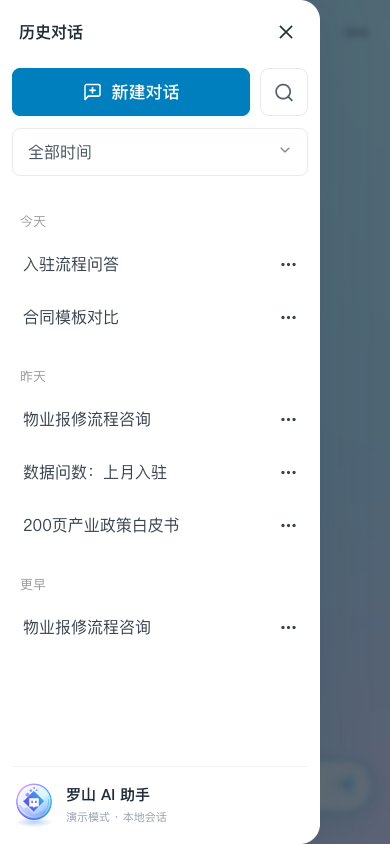 历史对话
新建对话
全部时间
今天
入驻流程问答
合同模板对比
昨天
物业报修流程咨询
数据问数：上月入驻
200页产业政策白皮书
更早
物业报修流程咨询
罗山 AI 助手
演示模式 · 本地会话